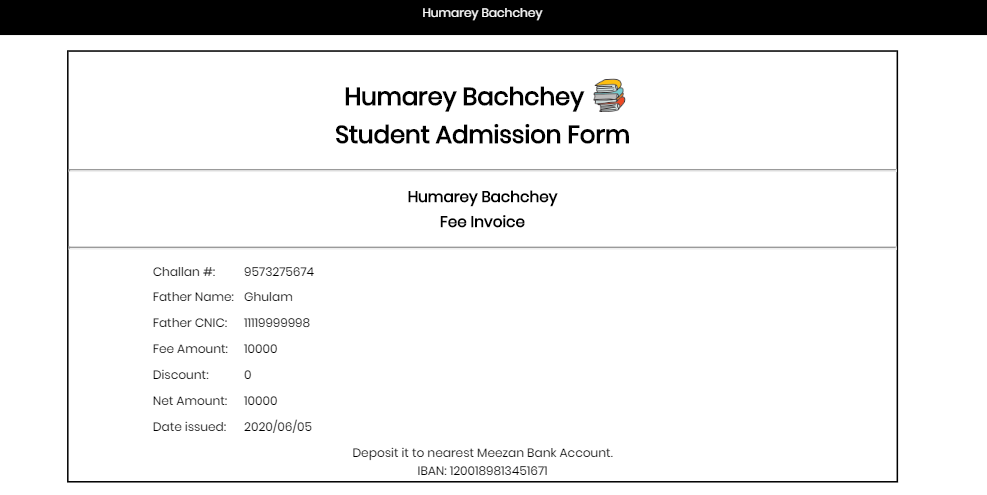 Humarey Bachchey
Humarey Bachchey
Student Admission Form
Humarey Bachchey
Fee Invoice
Challan #: 9573275674
Father Name: Ghulam
Father CNIC: 11119999998
Fee Amount: 10000
Discount: 0
Net Amount: 10000
Date issued: 2020/06/05
Deposit it to nearest Meezan Bank Account.
IBAN: 1200189813451671